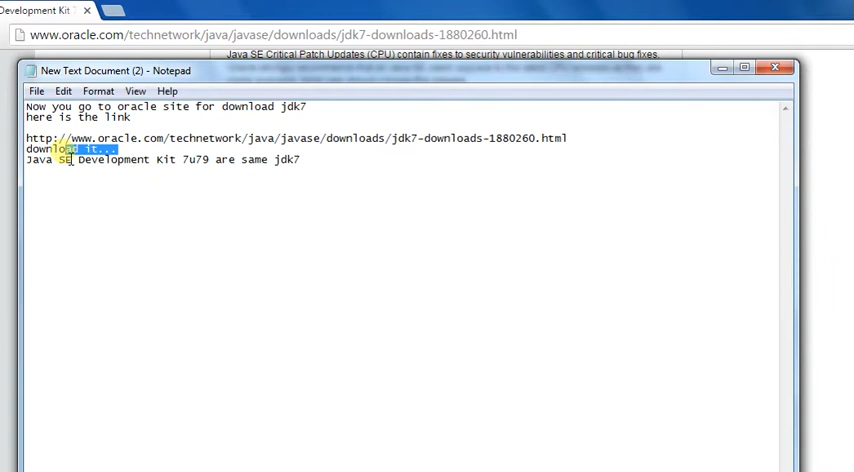 Development Kit 7
www.oracle.com/technetwork/java/javase/downloads/jdk7-downloads-1880260.html
Java SE Critical Patch Updates (CPU) contain fixes to security vulnerabilities and critical bug fixes.
New Text Document (2) - Notepad
File Edit Format View Help
Now you go to oracle site for download jdk7
here is the link
http://www.oracle.com/technetwork/java/javase/downloads/jdk7-downloads-1880260.html
download it...
Java SE Development Kit 7u79 are same jdk7